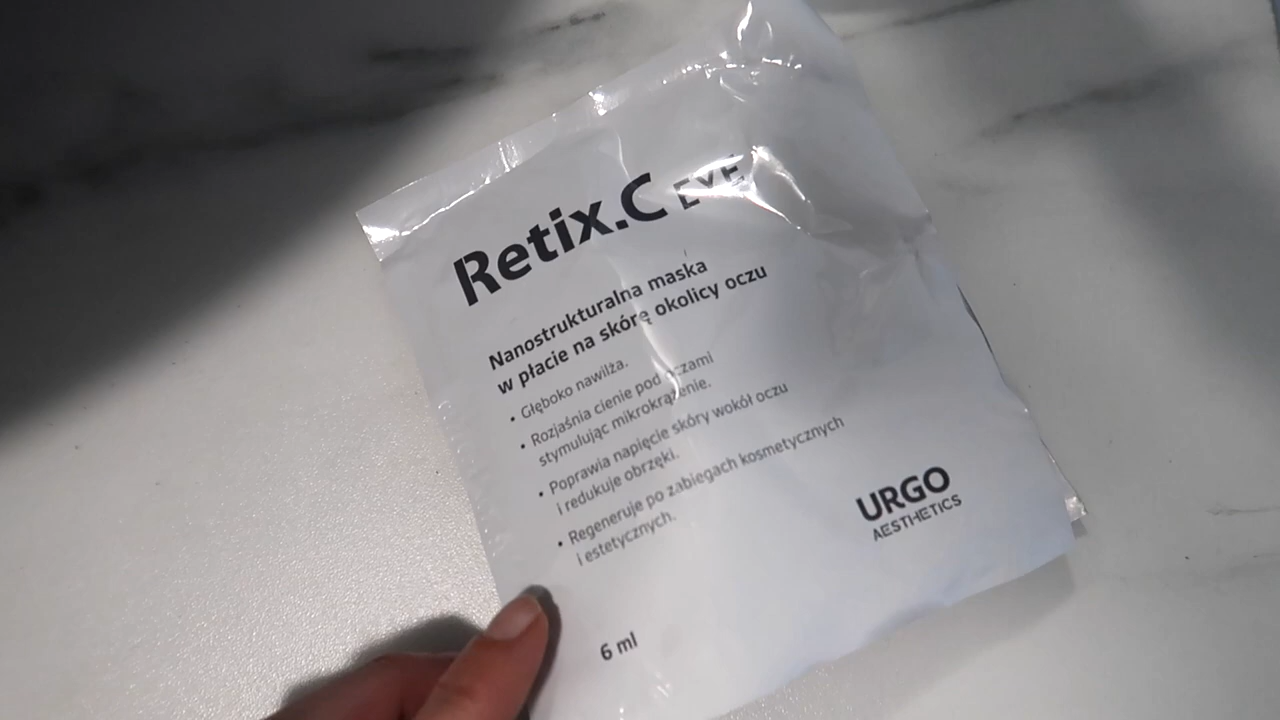 Retix.C EYE
Nanostrukturalna maska
w płacie na skórę okolicy oczu
• Głęboko nawilża.
• Rozjaśnia cienie pod oczami
stymulując mikrokrążenie.
• Poprawia napięcie skóry wokół oczu
i redukuje obrzęki.
• Regeneruje po zabiegach kosmetycznych
i estetycznych.
URGO
AESTHETICS
6 ml